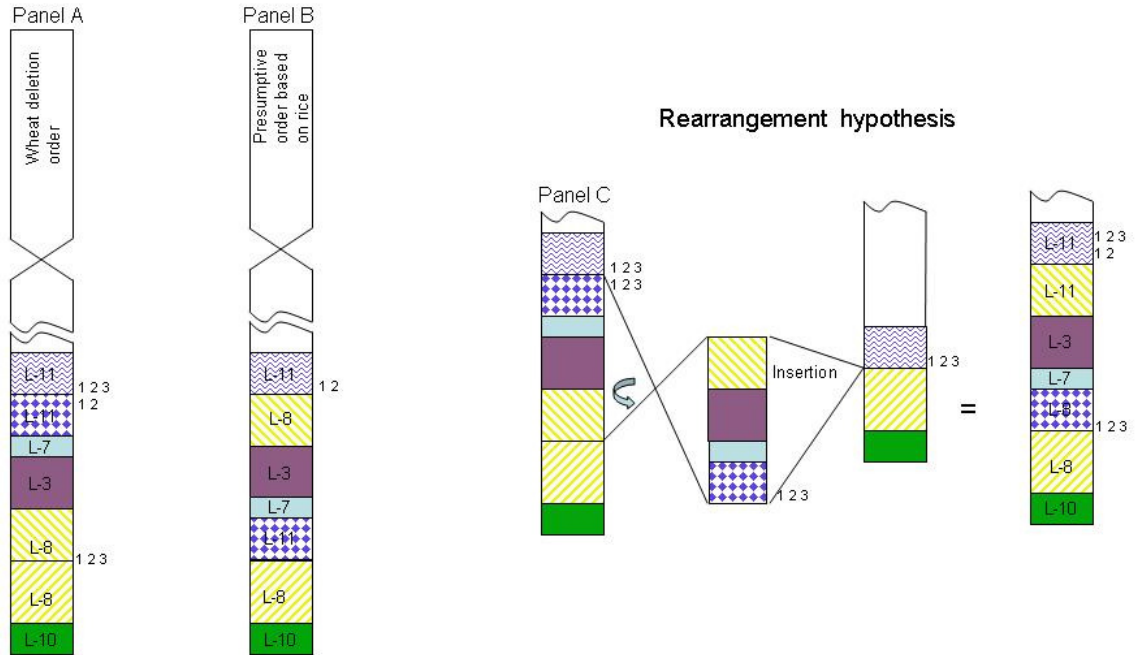 Panel A
Wheat deletion
order
L-11
1 2 3
1 2
L-11
L-7
L-3
L-8
1 2 3
L-8
L-10
Panel B
Presumptive
order based
on rice
L-11
1 2
L-8
L-3
L-7
L-11
L-8
L-10
Rearrangement hypothesis
Panel C
1 2 3
1 2 3
Insertion
1 2 3
1 2 3
=
L-11
1 2 3
1 2
L-11
L-3
L-7
L-8
1 2 3
L-8
L-10